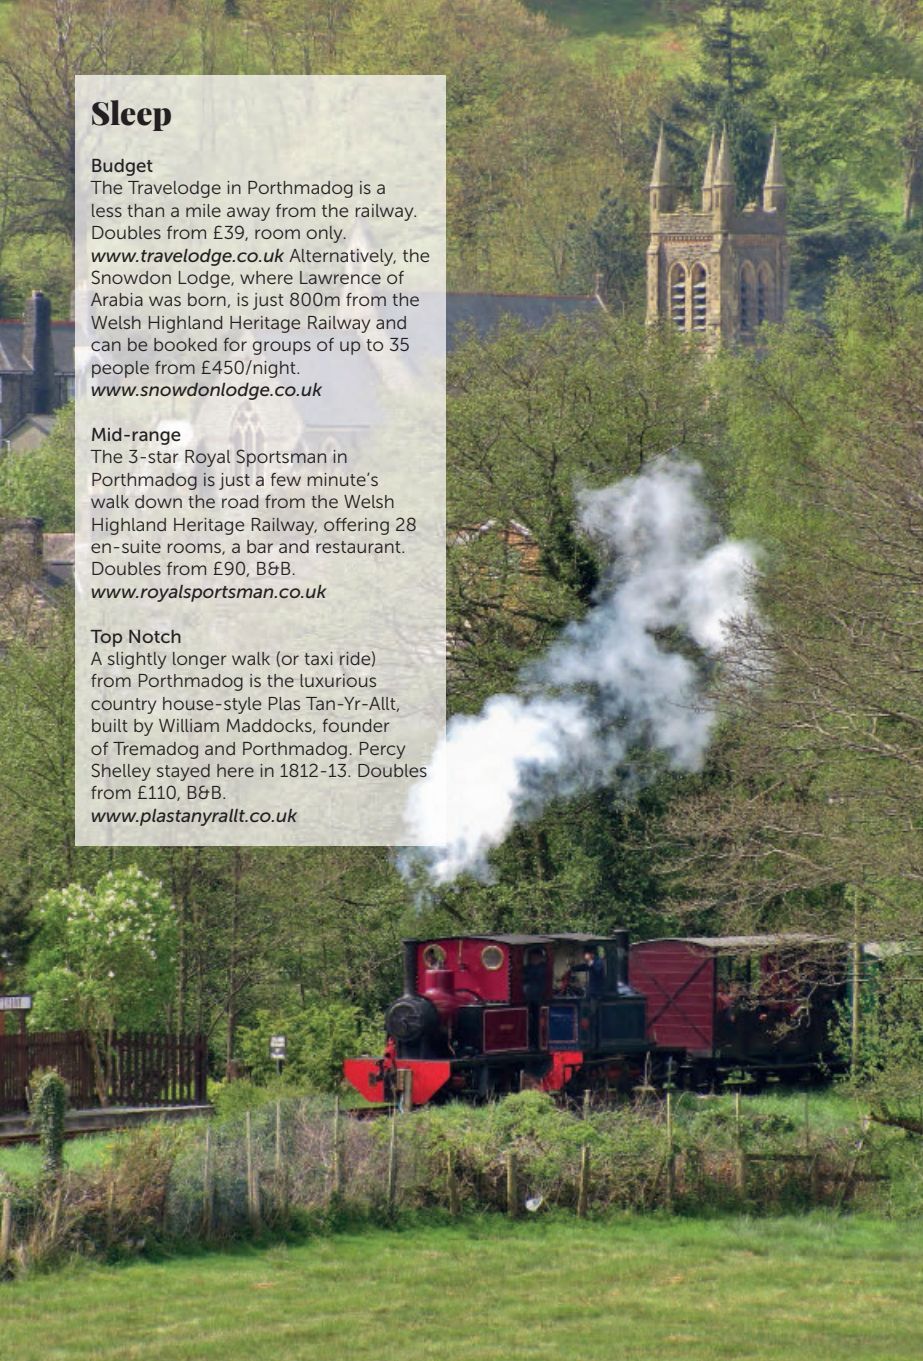 Sleep
Budget
The Travelodge in Porthmadog is a
less than a mile away from the railway.
Doubles from £39, room only.
www.travelodge.co.uk Alternatively, the
Snowdon Lodge, where Lawrence of
Arabia was born, is just 800m from the
Welsh Highland Heritage Railway and
can be booked for groups of up to 35
people from £450/night.
www.snowdonlodge.co.uk
Mid-range
The 3-star Royal Sportsman in
Porthmadog is just a few minute's
walk down the road from the Welsh
Highland Heritage Railway, offering 28
en-suite rooms, a bar and restaurant.
Doubles from £90, B&B.
www.royalsportsman.co.uk
Top Notch
A slightly longer walk (or taxi ride)
from Porthmadog is the luxurious
country house-style Plas Tan-Yr-Allt,
built by William Maddocks, founder
of Tremadog and Porthmadog. Percy
Shelley stayed here in 1812-13. Doubles
from £110, B&B.
www.plastanyrallt.co.uk